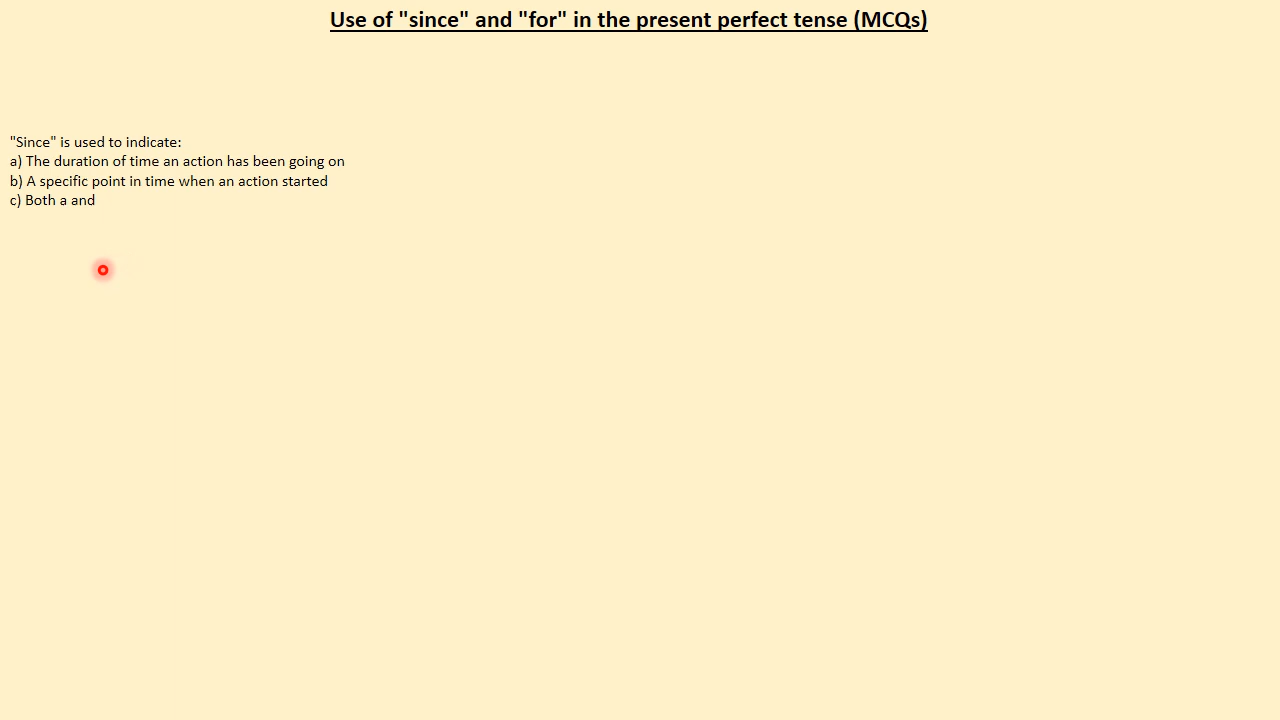 Use of "since" and "for" in the present perfect tense (MCQs)
"Since" is used to indicate:
a) The duration of time an action has been going on
b) A specific point in time when an action started
c) Both a and